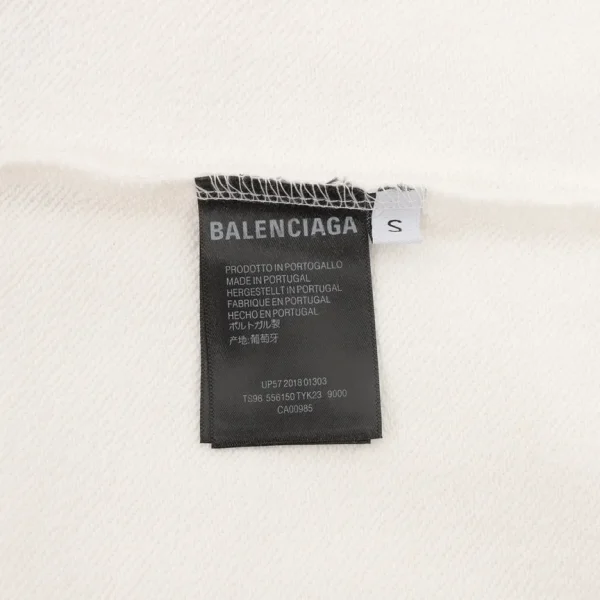 BALENCIAGA
S
PRODOTTO IN PORTOGALLO
MADE IN PORTUGAL
HERGESTELLT IN PORTUGAL
FABRIQUE EN PORTUGAL
HECHO EN PORTUGAL
ポルトガル製
产地:葡萄牙
UP57 2018 01303
TS98 556150 TYK23 9000
CA00985